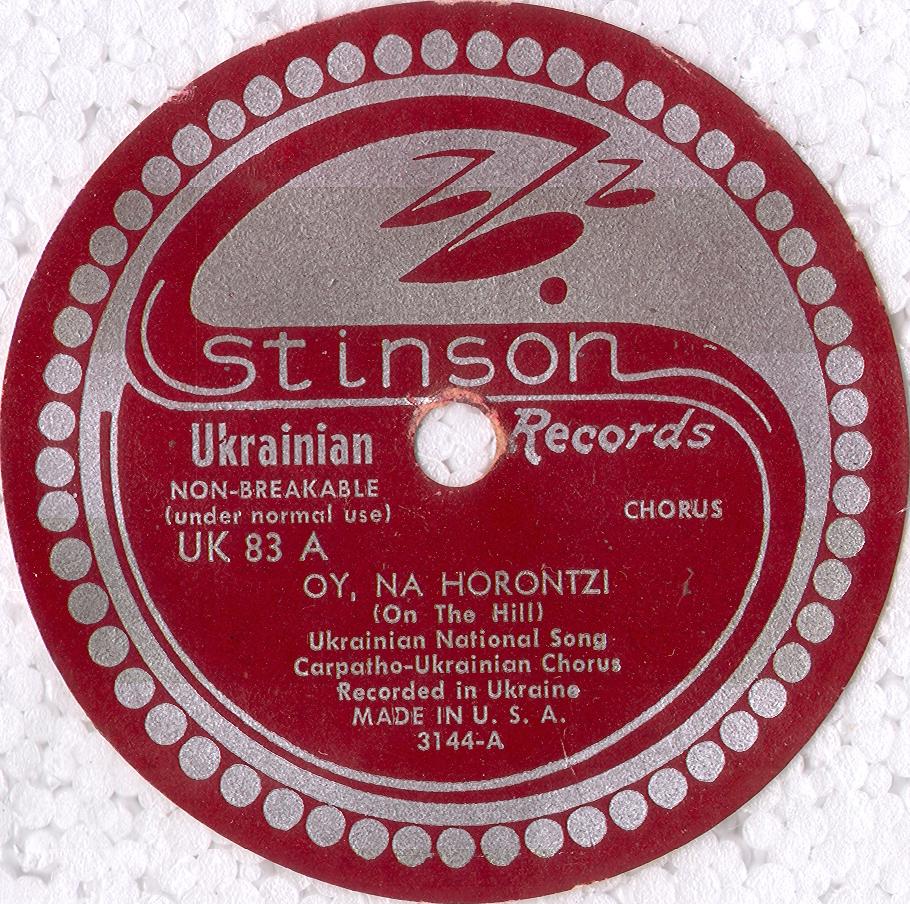 Stinson
Records
Ukrainian
NON-BREAKABLE
(under normal use)
CHORUS
UK 83 A
OY, NA HORONTZI
(On The Hill)
Ukrainian National Song
Carpatho-Ukrainian Chorus
Recorded in Ukraine
MADE IN U. S. A.
3144-A